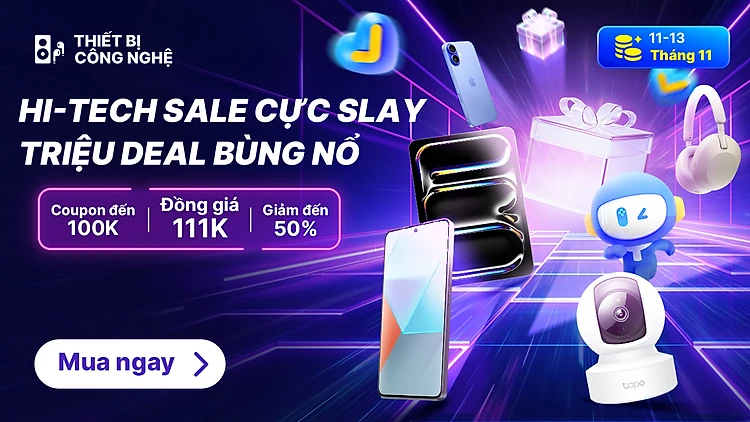 THIẾT BỊ
CÔNG NGHỆ
11-13
Tháng 11
HI-TECH SALE CỰC SLAY
TRIỆU DEAL BÙNG NỔ
Coupon đến
100K
Đồng giá
111K
Giảm đến
50%
Mua ngay
tapo